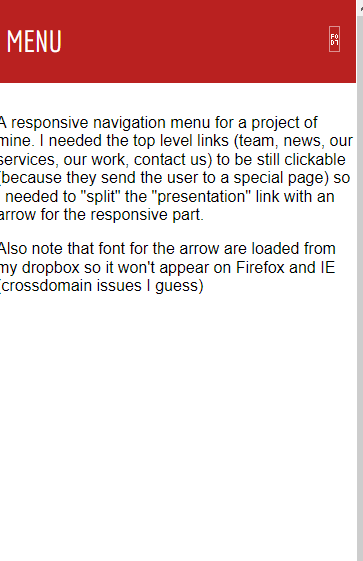 MENU
A responsive navigation menu for a project of
mine. I needed the top level links (team, news, our
services, our work, contact us) to be still clickable
(because they send the user to a special page) so
I needed to "split" the "presentation" link with an
arrow for the responsive part.
Also note that font for the arrow are loaded from
my dropbox so it won't appear on Firefox and IE
(crossdomain issues I guess)